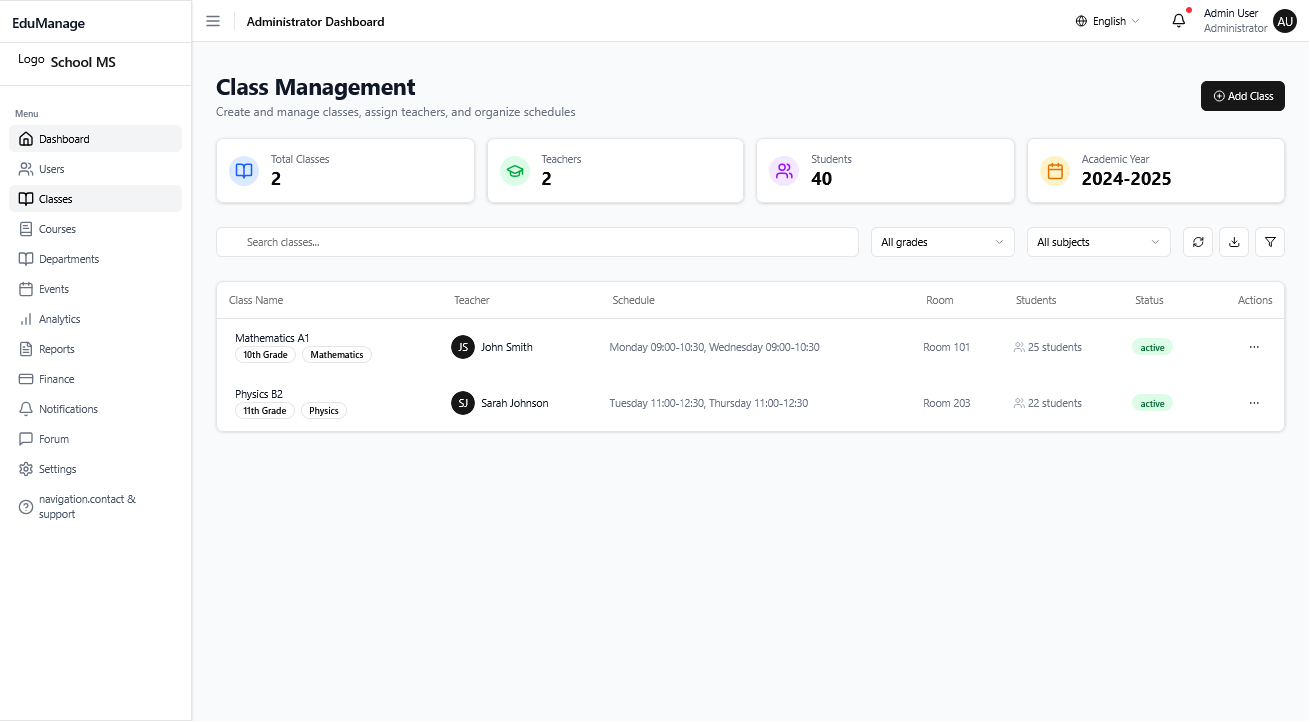 EduManage
Administrator Dashboard
English
Admin User
Administrator
AU
Logo School MS
Menu
Dashboard
Users
Classes
Courses
Departments
Events
Analytics
Reports
Finance
Notifications
Forum
Settings
navigation.contact &
support
Class Management
Create and manage classes, assign teachers, and organize schedules
Add Class
Total Classes
2
Teachers
2
Students
40
Academic Year
2024-2025
Search classes...
All grades
All subjects
Class Name Teacher Schedule Room Students Status Actions
Mathematics A1
10th Grade Mathematics
JS John Smith
Monday 09:00-10:30, Wednesday 09:00-10:30
Room 101
25 students
active
Physics B2
11th Grade Physics
SJ Sarah Johnson
Tuesday 11:00-12:30, Thursday 11:00-12:30
Room 203
22 students
active